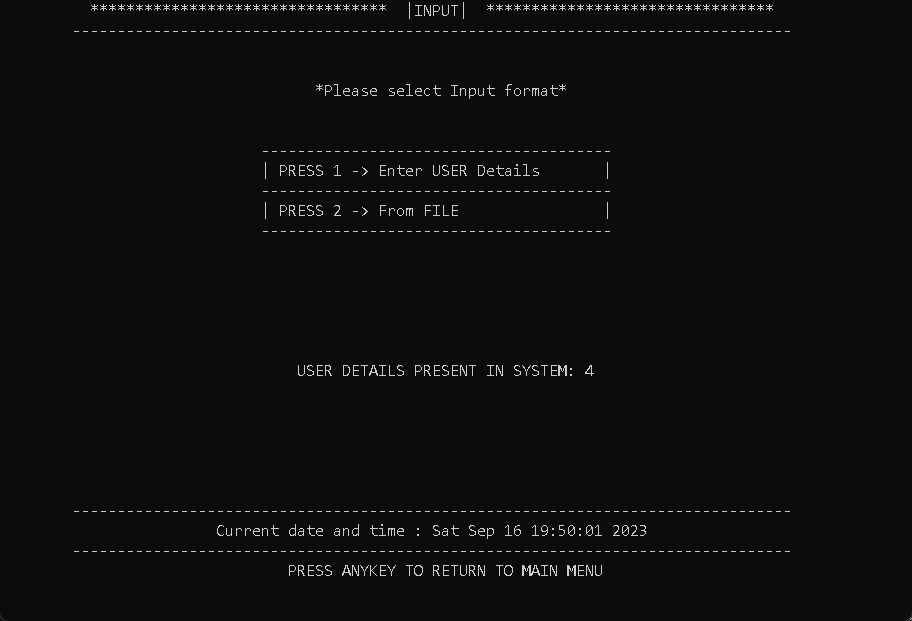 ********************************* |INPUT| ********************************
--------------------------------------------------------------------------------
*Please select Input format*
---------------------------------------
| PRESS 1 -> Enter USER Details |
---------------------------------------
| PRESS 2 -> From FILE |
---------------------------------------
USER DETAILS PRESENT IN SYSTEM: 4
--------------------------------------------------------------------------------
Current date and time : Sat Sep 16 19:50:01 2023
--------------------------------------------------------------------------------
PRESS ANYKEY TO RETURN TO MAIN MENU